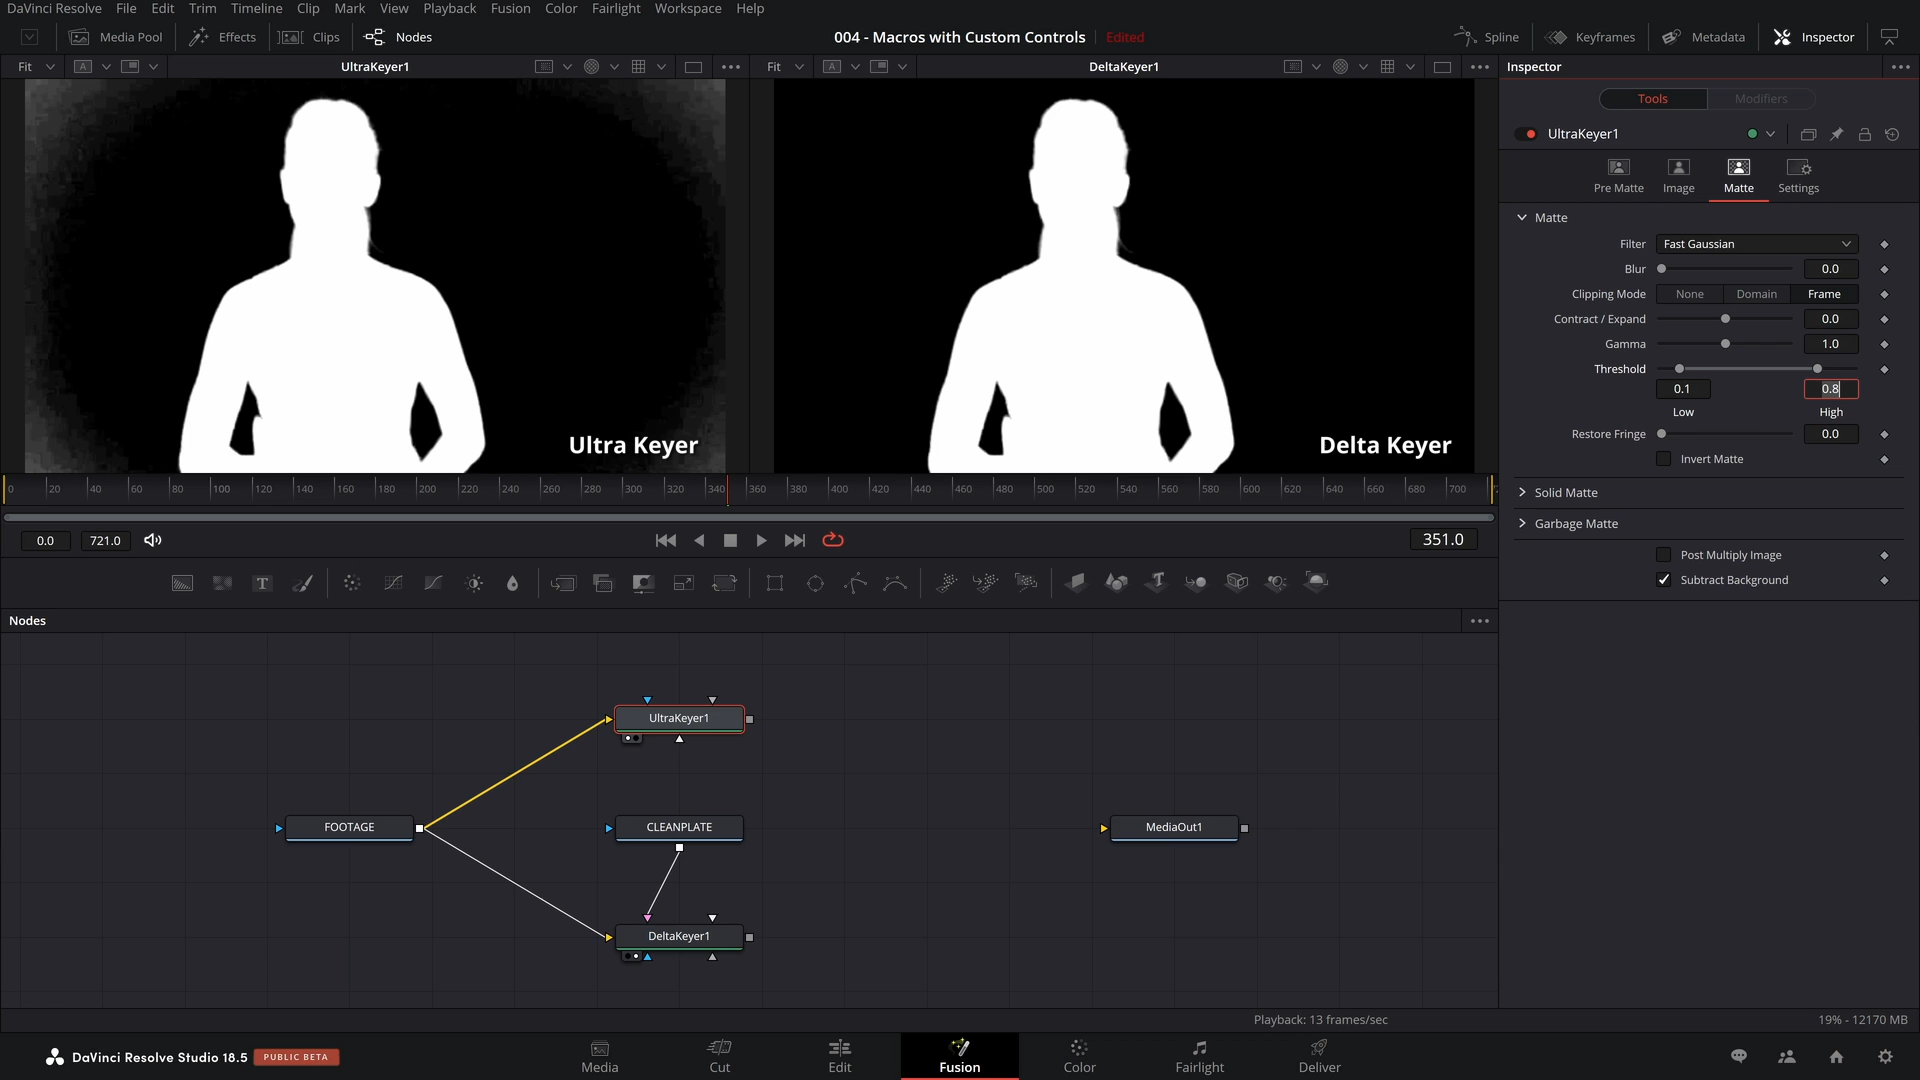 DaVinci Resolve File Edit Trim Timeline Clip Mark View Playback Fusion Color Fairlight Workspace Help
Media Pool Effects Clips Nodes 004 - Macros with Custom Controls Edited Spline Keyframes Metadata Inspector
Fit A UltraKeyer1 Fit A DeltaKeyer1 Inspector
Tools Modifiers
UltraKeyer1
Pre Matte Image Matte Settings
Matte
Filter Fast Gaussian
Blur 0.0
Clipping Mode None Domain Frame
Contract / Expand 0.0
Gamma 1.0
Threshold
0.1 0.8
Low High
Restore Fringe 0.0
Invert Matte
Solid Matte
Garbage Matte
Post Multiply Image
Subtract Background
Ultra Keyer Delta Keyer
0 20 40 60 80 100 120 140 160 180 200 220 240 260 280 300 320 340 360 380 400 420 440 460 480 500 520 540 560 580 600 620 640 660 680 700
0.0 721.0 351.0
T T
Nodes
UltraKeyer1
FOOTAGE CLEANPLATE MediaOut1
DeltaKeyer1
Playback: 13 frames/sec 19% - 12170 MB
DaVinci Resolve Studio 18.5 PUBLIC BETA Media Cut Edit Fusion Color Fairlight Deliver